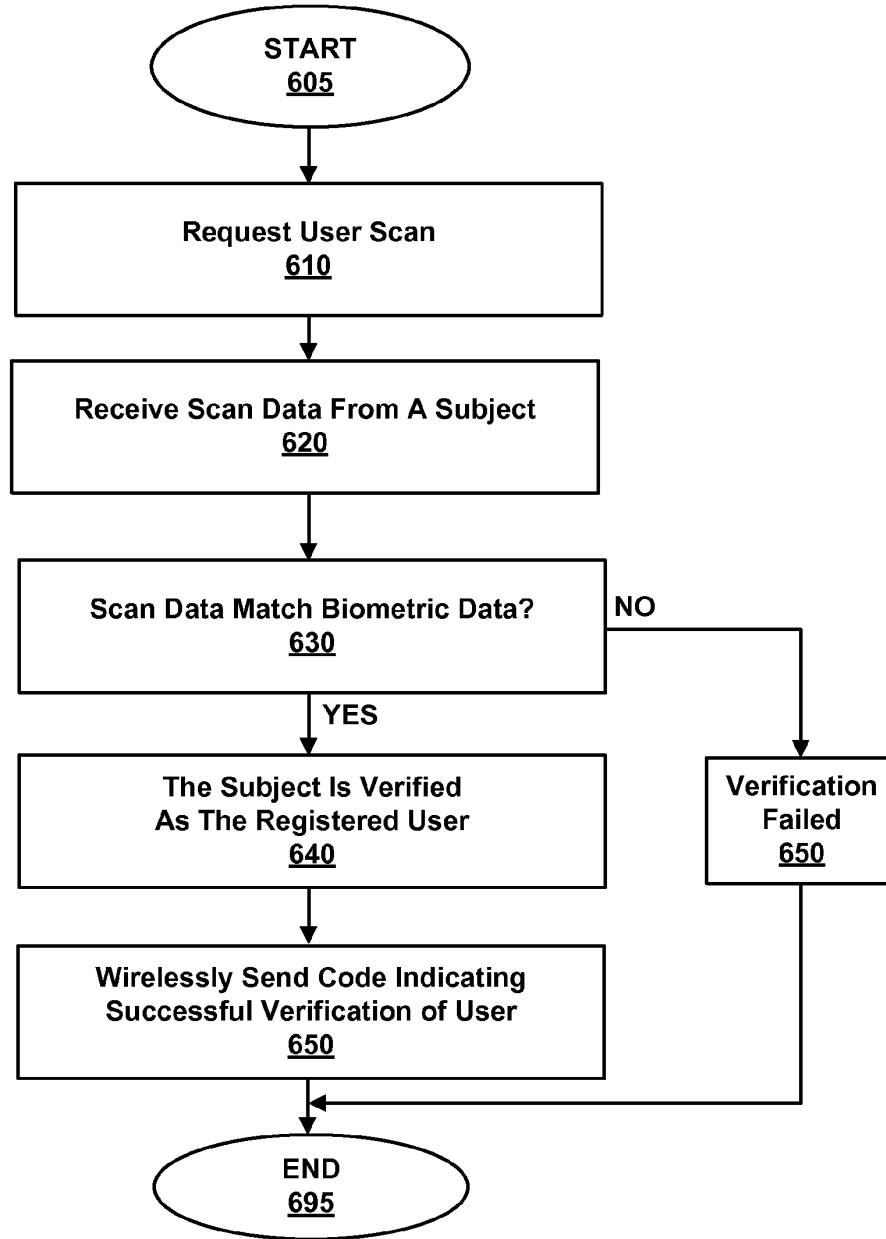 START
605
Request User Scan
610
Receive Scan Data From A Subject
620
Scan Data Match Biometric Data?
630
NO
YES
The Subject Is Verified
As The Registered User
640
Verification
Failed
650
Wirelessly Send Code Indicating
Successful Verification of User
650
END
695